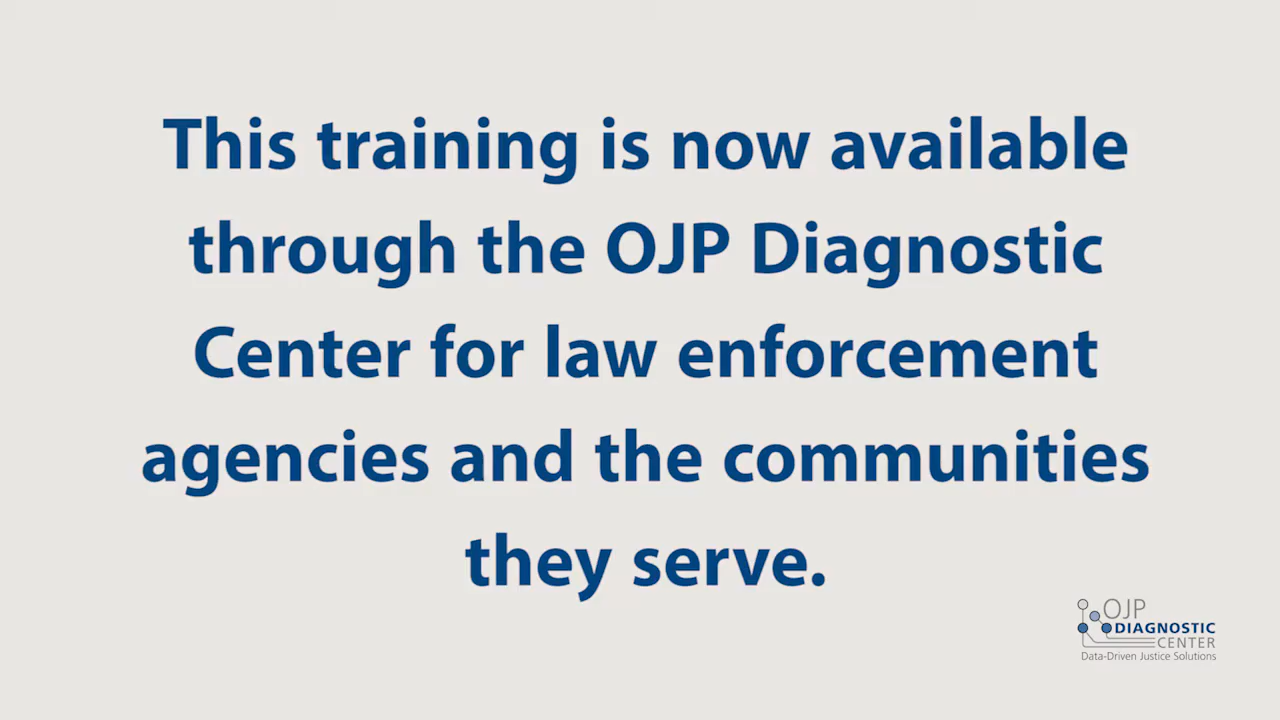 This training is now available
through the OJP Diagnostic
Center for law enforcement
agencies and the communities
they serve.
OJP
DIAGNOSTIC
CENTER
Data-Driven Justice Solutions